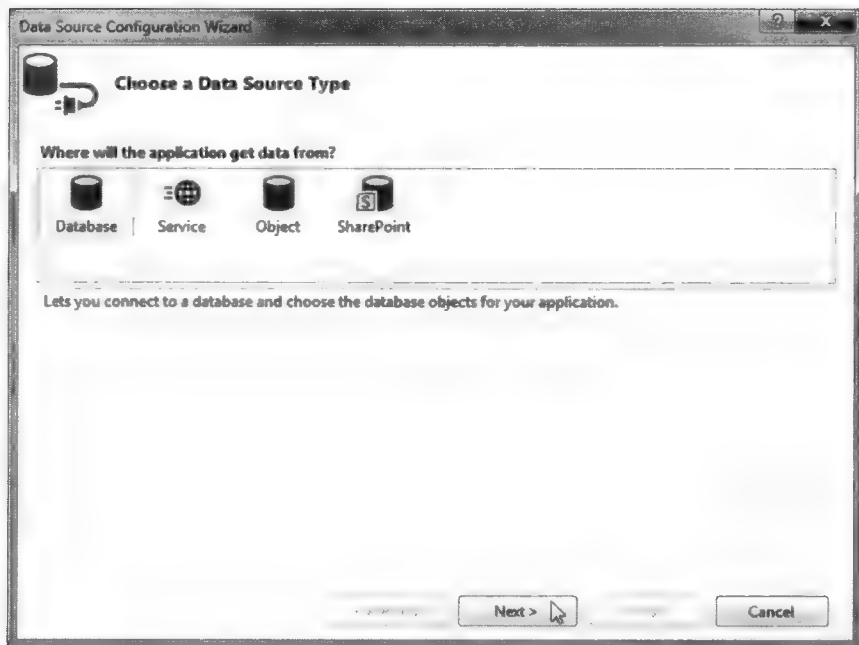 Data Source Configuration Wizard
?
X
Choose a Data Source Type
Where will the application get data from?
Database Service Object SharePoint
S
Lets you connect to a database and choose the database objects for your application.
Next > Cancel